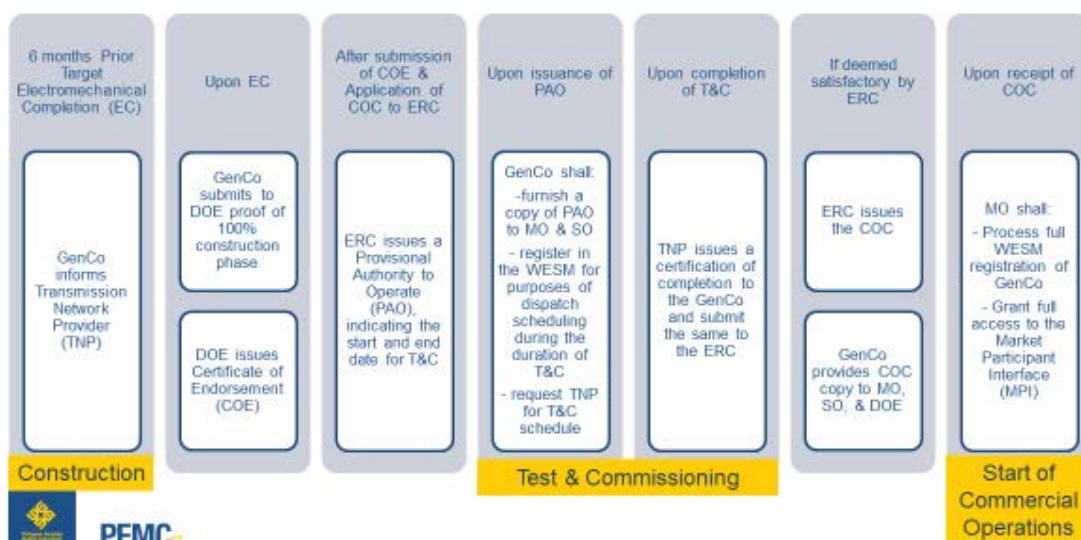 6 months Prior
Target
Electromechanical
Completion (EC)
GenCo
informs
Transmission
Network
Provider
(TNP)
Construction
Upon EC
GenCo
submits to
DOE proof of
100%
construction
phase
DOE issues
Certificate of
Endorsement
(COE)
After submission
of COE &
Application of
COC to ERC
ERC issues a
Provisional
Authority to
Operate
(PAO),
indicating the
start and end
date for T&C
Upon issuance of
PAO
GenCo shall:
-furnish a
copy of PAO
to MO & SO
- register in
the WESM for
purposes of
dispatch
scheduling
during the
duration of
T&C
- request TNP
for T&C
schedule
Upon completion
of T&C
TNP issues a
certification of
completion to
the GenCo
and submit
the same to
the ERC
Test & Commissioning
If deemed
satisfactory by
ERC
ERC issues
the COC
GenCo
provides COC
copy to MO,
SO, & DOE
Upon receipt of
COC
MO shall:
- Process full
WESM
registration of
GenCo
- Grant full
access to the
Market
Participant
Interface
(MPI)
Start of
Commercial
Operations
PEMC